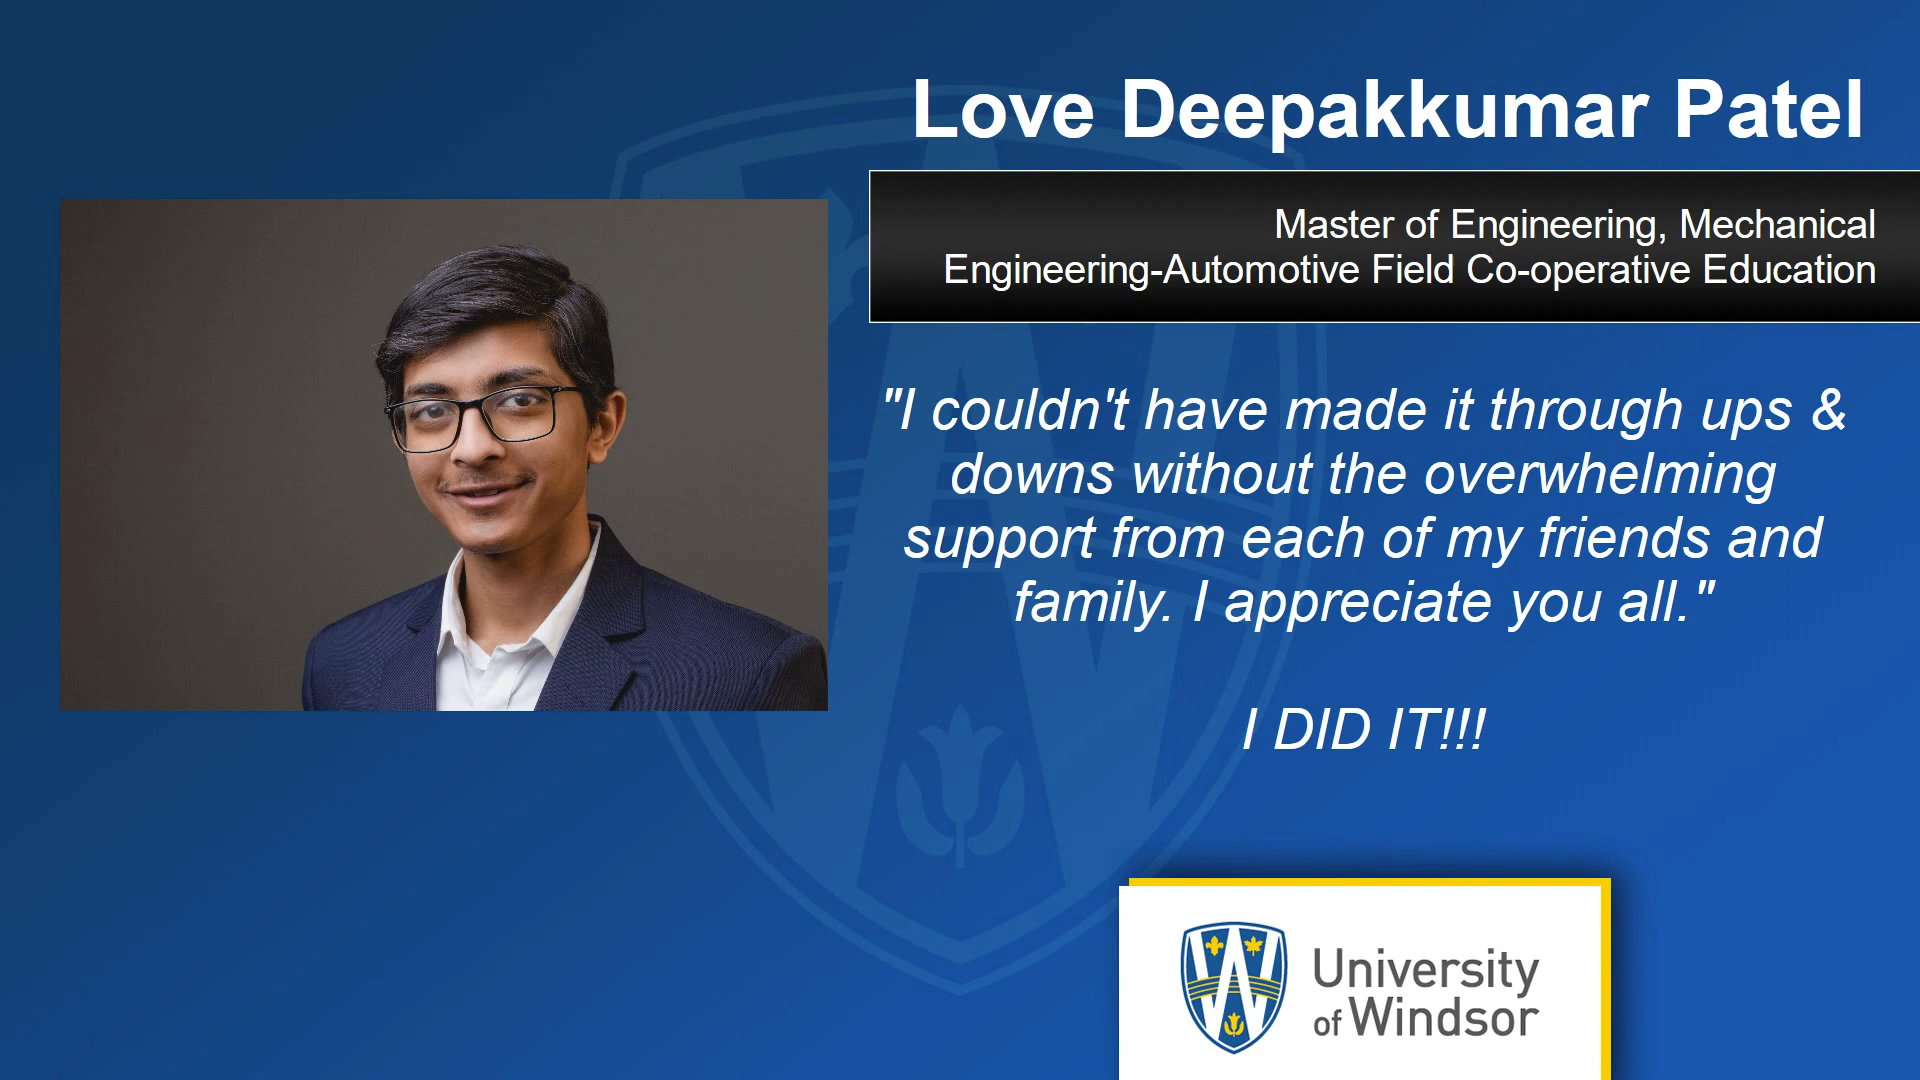 Love Deepakkumar Patel
Master of Engineering, Mechanical
Engineering-Automotive Field Co-operative Education
"I couldn't have made it through ups &
downs without the overwhelming
support from each of my friends and
family. I appreciate you all."
I DID IT!!!
University
of Windsor